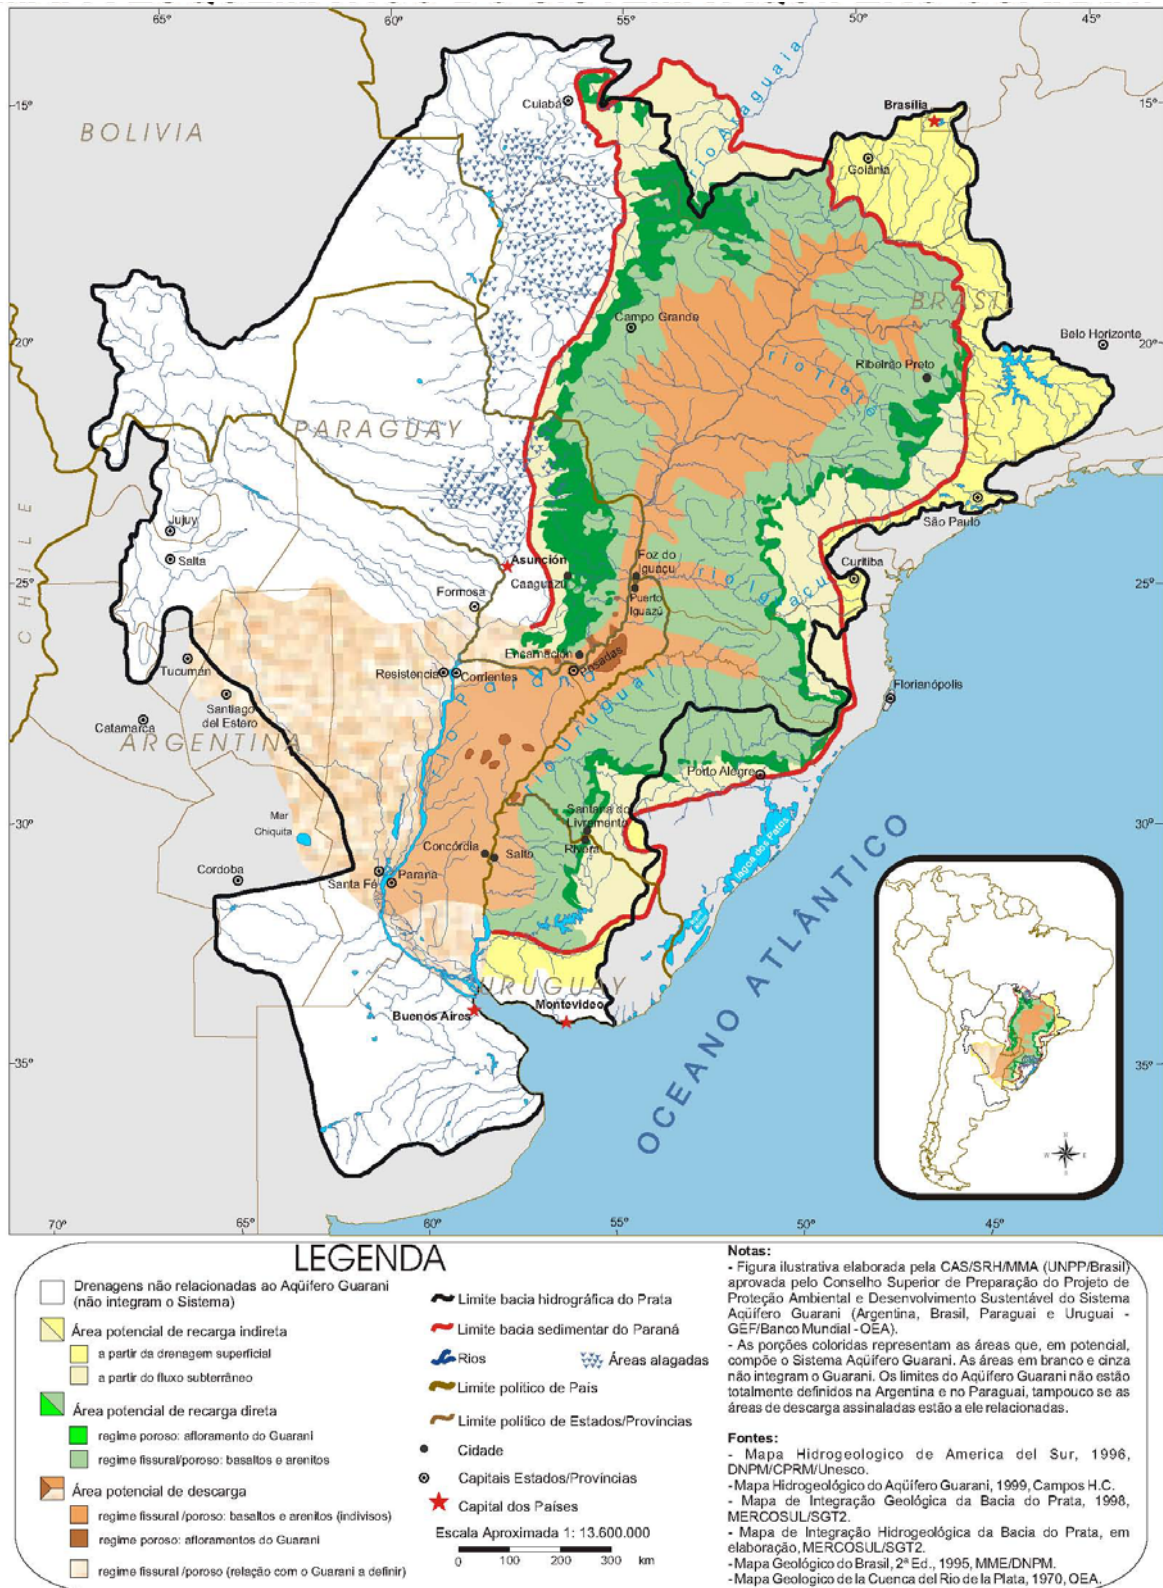 65°
60°
55°
50°
45°
15°
15°
BOLIVIA
Cuiabá
rio Araguaia
Brasília
Goiânia
BRASIL
Campo Grande
20°
20°
Belo Horizonte
Ribeirão Preto
rio Tietê
PARAGUAY
CHILE
Jujuy
Salta
São Paulo
Asunción
Caaguazú
Foz do
Iguaçu
Puerto
Iguazú
rio Iguaçu
Curitiba
25°
25°
Formosa
Encarnación
Posadas
Tucumán
Resistencia
Corrientes
rio Paraná
rio Uruguai
Florianópolis
Santiago
del Estero
Catamarca
ARGENTINA
Porto Alegre
Mar
Chiquita
Santana do
Livramento
Rivera
30°
30°
Concórdia
Salto
Lagoa dos Patos
Cordoba
Santa Fé
Paraná
URUGUAY
Montevideo
Buenos Aires
OCEANO ATLÂNTICO
35°
35°
N
W
E
S
70°
65°
60°
55°
50°
45°
LEGENDA
Drenagens não relacionadas ao Aqüífero Guarani
(não integram o Sistema)
Área potencial de recarga indireta
a partir da drenagem superficial
a partir do fluxo subterrâneo
Área potencial de recarga direta
regime poroso: afloramento do Guarani
regime fissural/poroso: basaltos e arenitos
Área potencial de descarga
regime fissural /poroso: basaltos e arenitos (indivisos)
regime poroso: afloramentos do Guarani
regime fissural /poroso (relação com o Guarani a definir)
Limite bacia hidrográfica do Prata
Limite bacia sedimentar do Paraná
Rios
Áreas alagadas
Limite político de País
Limite político de Estados/Províncias
Cidade
Capitais Estados/Províncias
Capital dos Países
Escala Aproximada 1: 13.600.000
0 100 200 300 km
Notas:
- Figura ilustrativa elaborada pela CAS/SRH/MMA (UNPP/Brasil)
aprovada pelo Conselho Superior de Preparação do Projeto de
Proteção Ambiental e Desenvolvimento Sustentável do Sistema
Aqüífero Guarani (Argentina, Brasil, Paraguai e Uruguai -
GEF/Banco Mundial - OEA).
- As porções coloridas representam as áreas que, em potencial,
compõe o Sistema Aqüífero Guarani. As áreas em branco e cinza
não integram o Guarani. Os limites do Aqüífero Guarani não estão
totalmente definidos na Argentina e no Paraguai, tampouco se as
áreas de descarga assinaladas estão a ele relacionadas.
Fontes:
- Mapa Hidrogeologico de America del Sur, 1996,
DNPM/CPRM/Unesco.
- Mapa Hidrogeológico do Aqüífero Guarani, 1999, Campos H.C.
- Mapa de Integração Geológica da Bacia do Prata, 1998,
MERCOSUL/SGT2.
- Mapa de Integração Hidrogeológica da Bacia do Prata, em
elaboração, MERCOSUL/SGT2.
- Mapa Geológico do Brasil, 2ª Ed., 1995, MME/DNPM.
- Mapa Geologico de la Cuenca del Rio de la Plata, 1970, OEA.